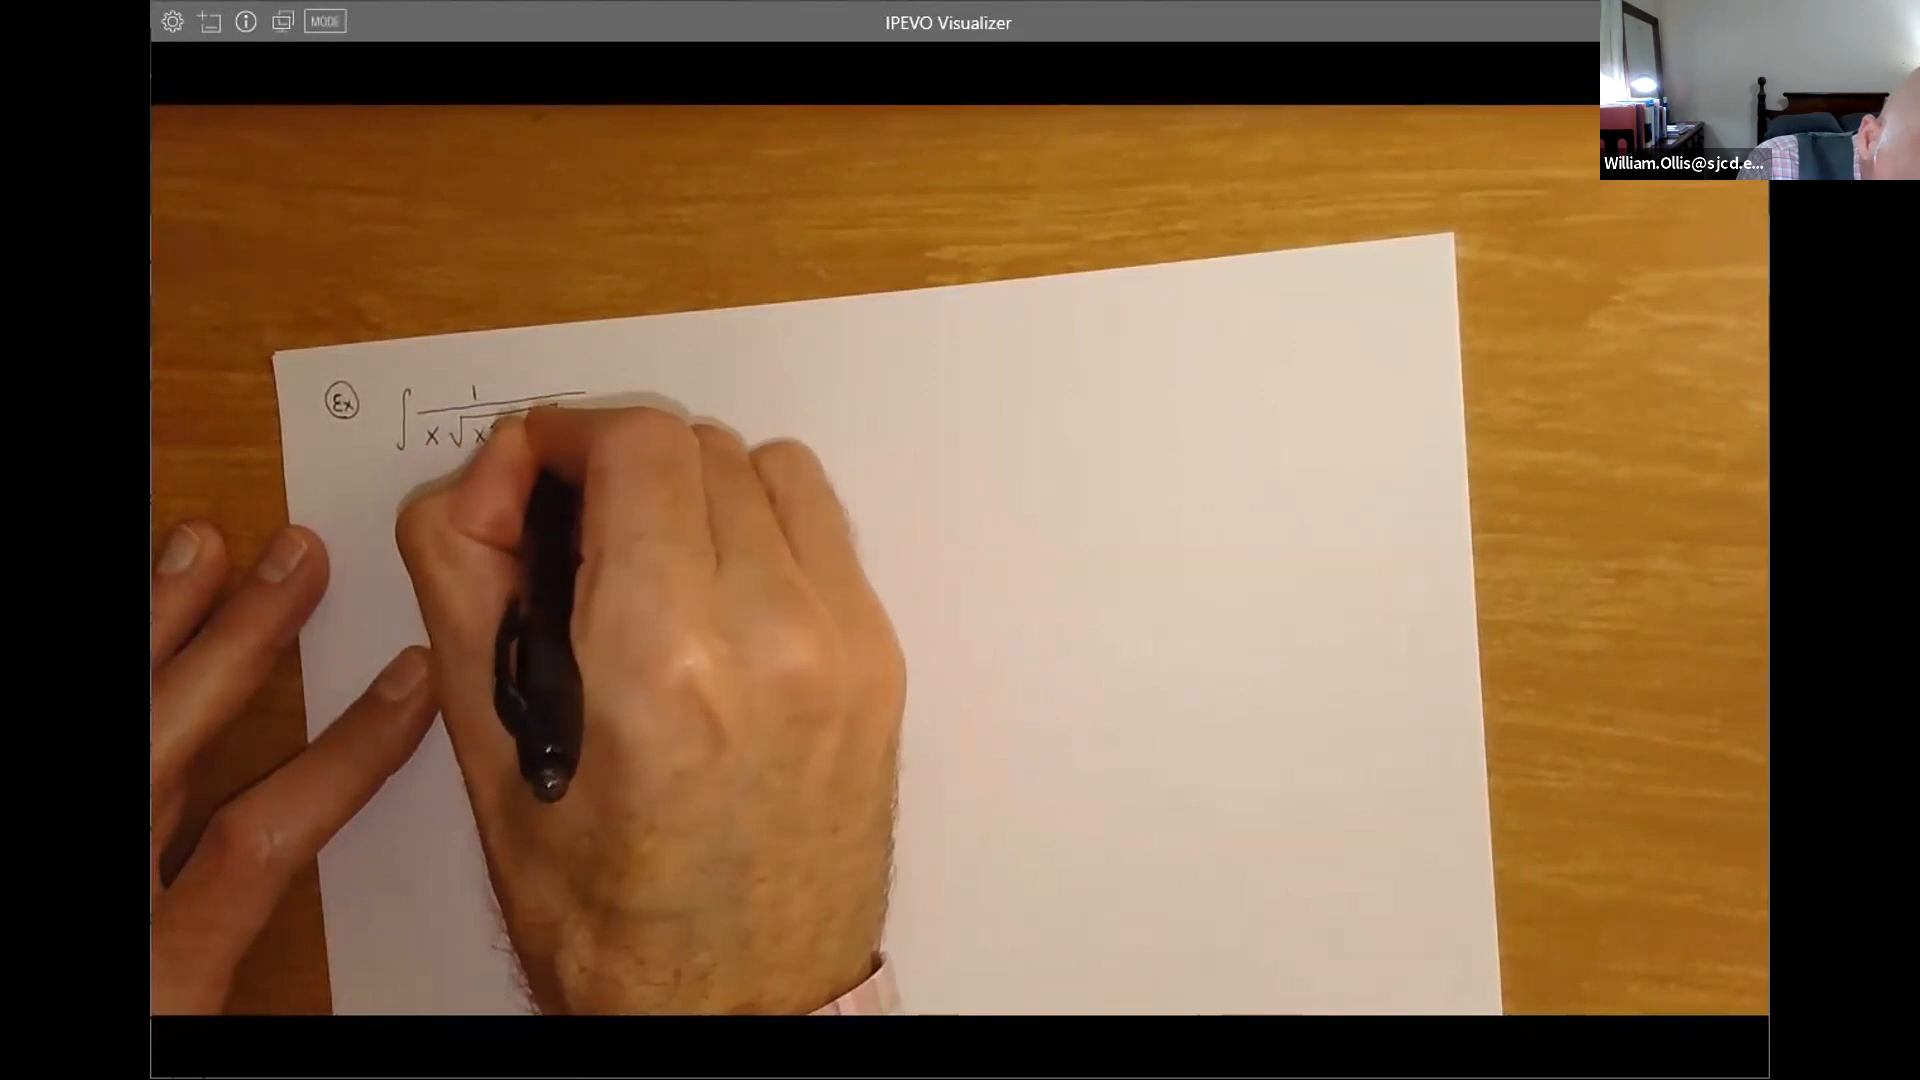 MODE
IPEVO Visualizer
William.Ollis@sjcd.e...
Ex ∫ 1
x √x